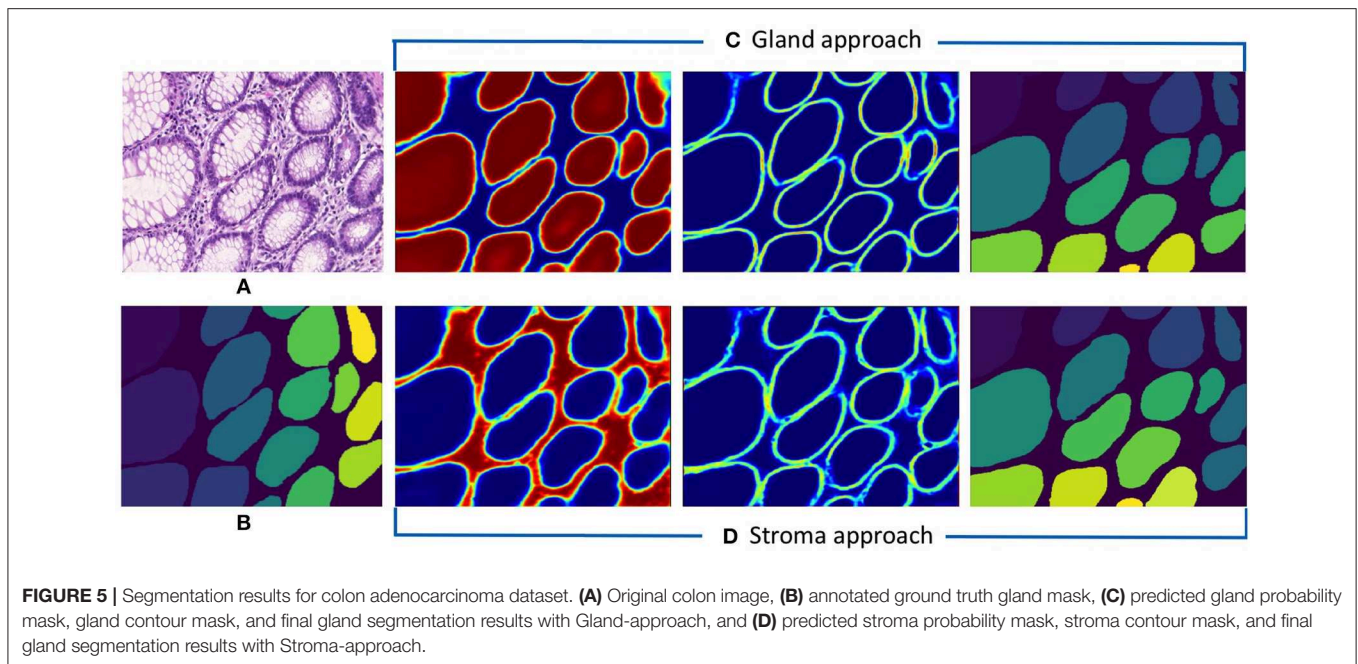 C Gland approach
A
B
D Stroma approach
FIGURE 5 | Segmentation results for colon adenocarcinoma dataset. (A) Original colon image, (B) annotated ground truth gland mask, (C) predicted gland probability
mask, gland contour mask, and final gland segmentation results with Gland-approach, and (D) predicted stroma probability mask, stroma contour mask, and final
gland segmentation results with Stroma-approach.